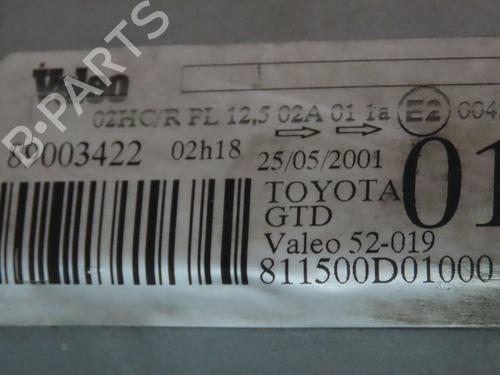 B-PARTS
Valeo
02HC/R PL 12,5 02A 01 1a E2 004
89003422 02h18 25/05/2001 01
TOYOTA
GTD
Valeo 52-019
811500D01000